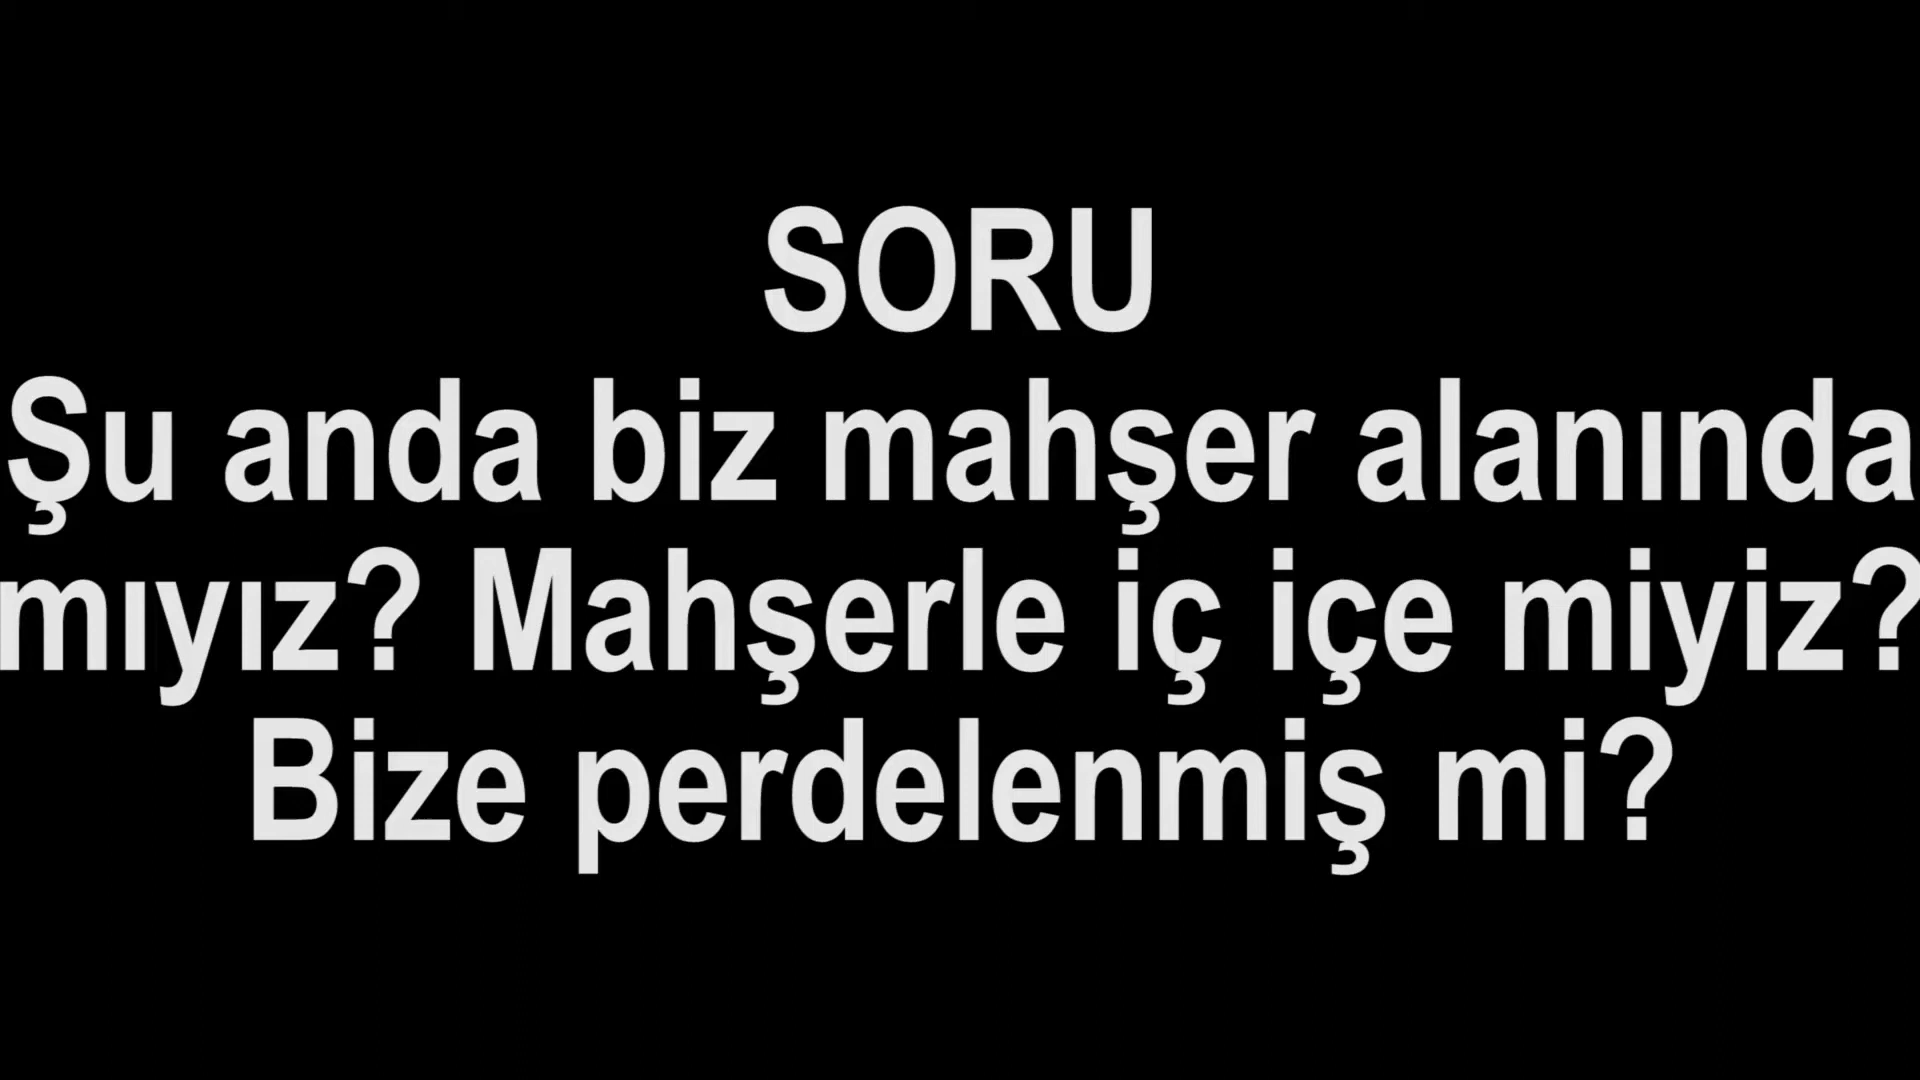 SORU
Şu anda biz mahşer alanında
mıyız? Mahşerle iç içe miyiz?
Bize perdelenmiş mi?